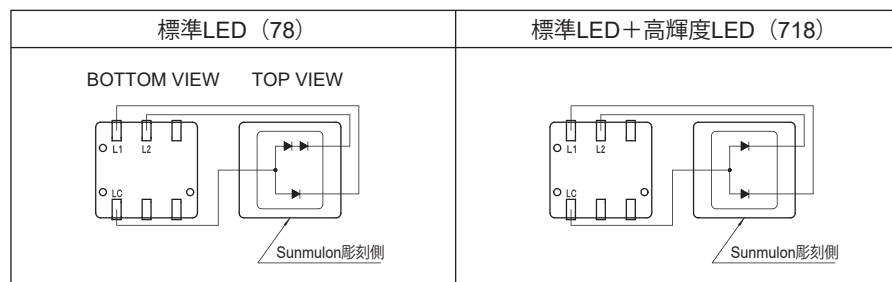 標準LED（78）
標準LED＋高輝度LED（718）
BOTTOM VIEW TOP VIEW
L1 L2
LC
Sunmulon彫刻側
L1 L2
LC
Sunmulon彫刻側